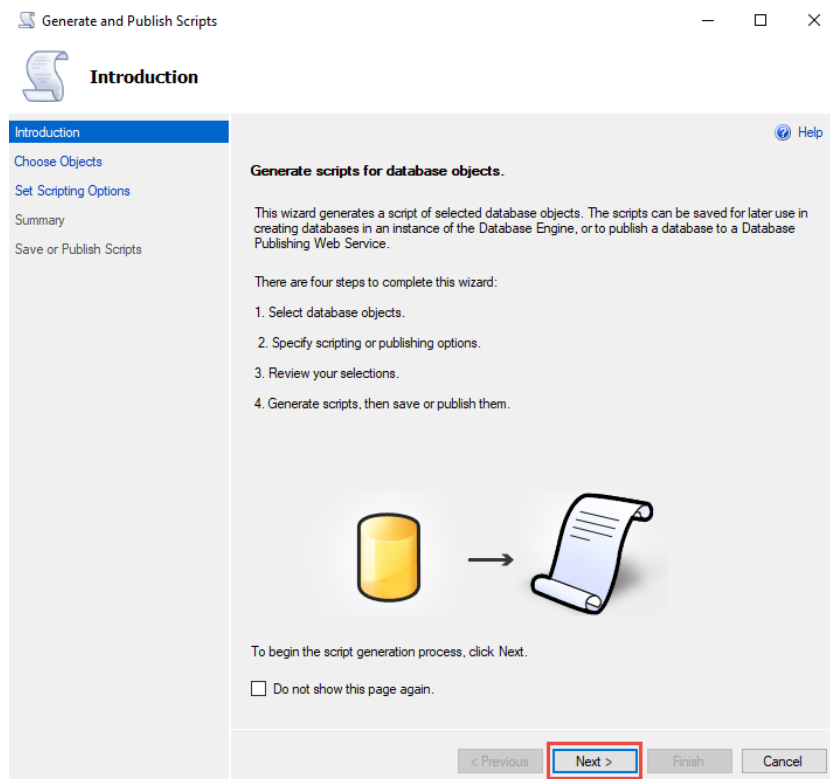 Generate and Publish Scripts
Introduction
Introduction
Choose Objects
Set Scripting Options
Summary
Save or Publish Scripts
Help
Generate scripts for database objects.
This wizard generates a script of selected database objects. The scripts can be saved for later use in
creating databases in an instance of the Database Engine, or to publish a database to a Database
Publishing Web Service.
There are four steps to complete this wizard:
1. Select database objects.
2. Specify scripting or publishing options.
3. Review your selections.
4. Generate scripts, then save or publish them.
To begin the script generation process, click Next.
Do not show this page again.
< Previous
Next >
Finish
Cancel